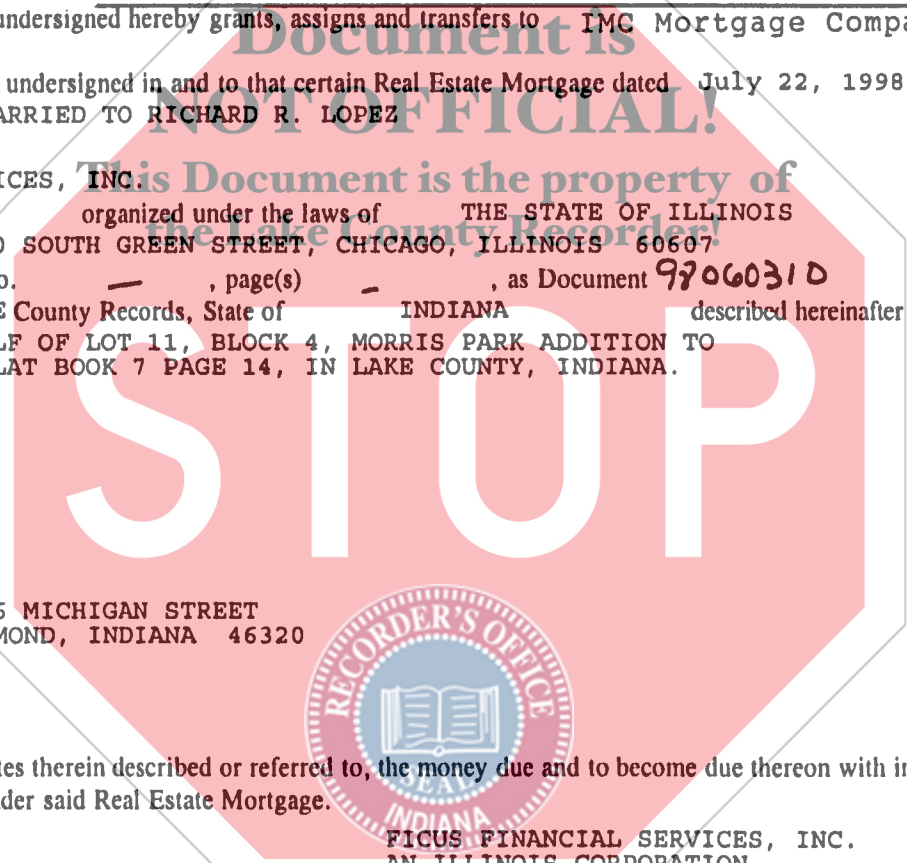 undersigned hereby grants, assigns and transfers to IMC Mortgage Compa
Document is
undersigned in and to that certain Real Estate Mortgage dated July 22, 1998
ARRIED TO RICHARD R. LOPEZ
NOT OFFICIAL!
ICES, INC.
This Document is the property of
organized under the laws of THE STATE OF ILLINOIS
the Lake County Recorder!
SOUTH GREEN STREET, CHICAGO, ILLINOIS 60607
o. — , page(s) - , as Document 98060310
E County Records, State of INDIANA described hereinafter
LF OF LOT 11, BLOCK 4, MORRIS PARK ADDITION TO
LAT BOOK 7 PAGE 14, IN LAKE COUNTY, INDIANA.
STOP
MICHIGAN STREET
MOND, INDIANA 46320
RECORDER'S OFFICE
SEAL
INDIANA
tes therein described or referred to, the money due and to become due thereon with in
der said Real Estate Mortgage.
FICUS FINANCIAL SERVICES, INC.
AN ILLINOIS CORPORATION